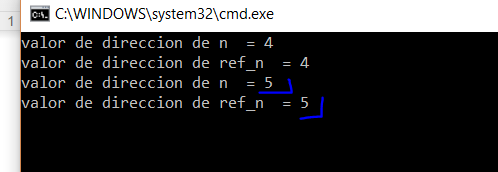 1
C:\WINDOWS\system32\cmd.exe
valor de direccion de n  = 4
valor de direccion de ref_n  = 4
valor de direccion de n  = 5
valor de direccion de ref_n  = 5